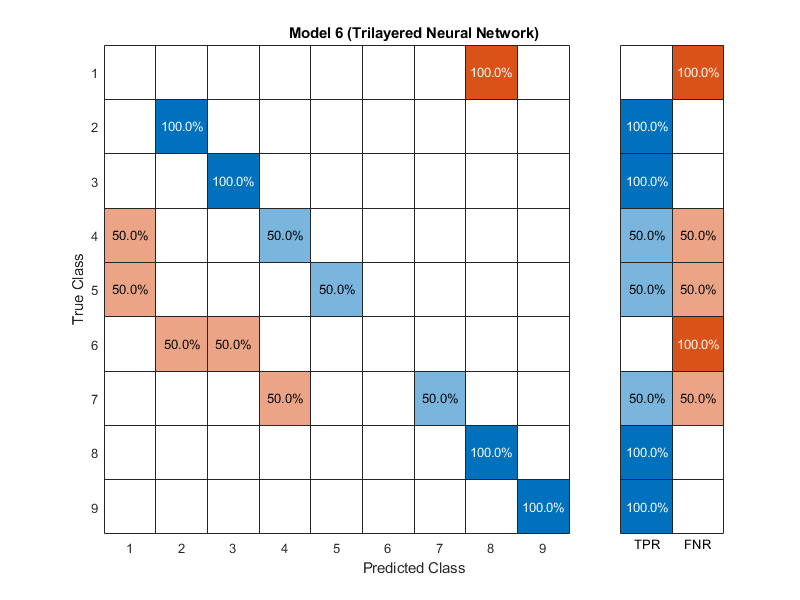 Model 6 (Trilayered Neural Network)
1 100.0% 100.0%
2 100.0% 100.0%
3 100.0% 100.0%
4 50.0% 50.0% 50.0% 50.0%
5 50.0% 50.0% 50.0% 50.0%
6 50.0% 50.0% 100.0%
7 50.0% 50.0% 50.0% 50.0%
8 100.0% 100.0%
9 100.0% 100.0%
True Class
1 2 3 4 5 6 7 8 9 TPR FNR
Predicted Class